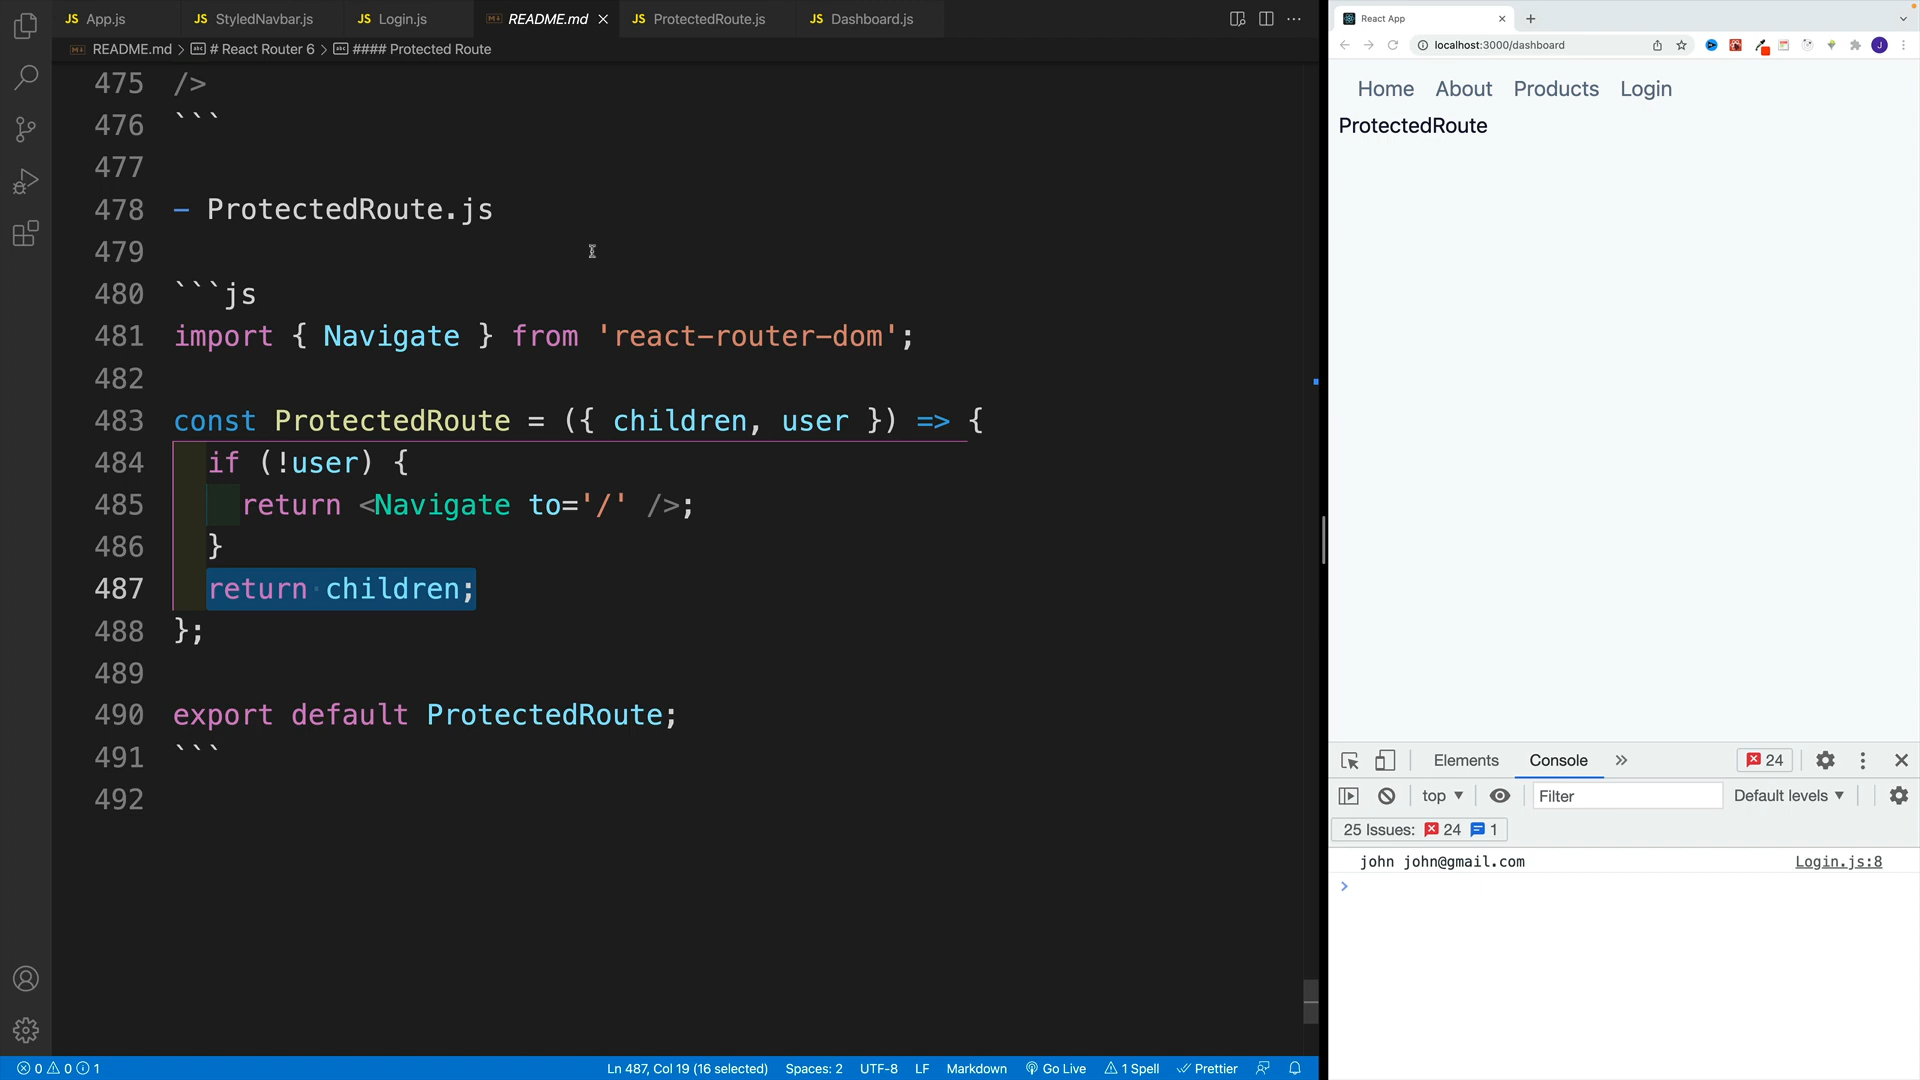 JS App.js
JS StyledNavbar.js
JS Login.js
README.md
JS ProtectedRoute.js
JS Dashboard.js
README.md > # React Router 6 > #### Protected Route
475 />
476 ```
477
478 - ProtectedRoute.js
479
480 ```js
481 import { Navigate } from 'react-router-dom';
482
483 const ProtectedRoute = ({ children, user }) => {
484 if (!user) {
485 return <Navigate to='/' />;
486 }
487 return children;
488 };
489
490 export default ProtectedRoute;
491 ```
492
0 0 1
Ln 487, Col 19 (16 selected)
Spaces: 2
UTF-8
LF
Markdown
Go Live
1 Spell
Prettier
React App
localhost:3000/dashboard
J
Home About Products Login
ProtectedRoute
Elements Console
24
top
Filter
Default levels
25 Issues: 24 1
john john@gmail.com Login.js:8